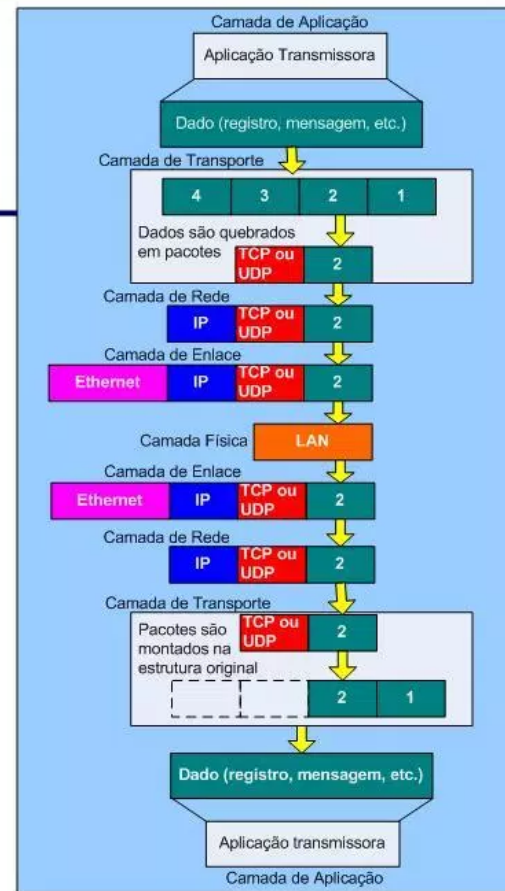 Camada de Aplicação
Aplicação Transmissora
Dado (registro, mensagem, etc.)
Camada de Transporte
4 3 2 1
Dados são quebrados
em pacotes
TCP ou
UDP
2
Camada de Rede
IP
TCP ou
UDP
2
Camada de Enlace
Ethernet
IP
TCP ou
UDP
2
Camada Física
LAN
Camada de Enlace
Ethernet
IP
TCP ou
UDP
2
Camada de Rede
IP
TCP ou
UDP
2
Camada de Transporte
Pacotes são
montados na
estrutura original
TCP ou
UDP
2
2 1
Dado (registro, mensagem, etc.)
Aplicação transmissora
Camada de Aplicação